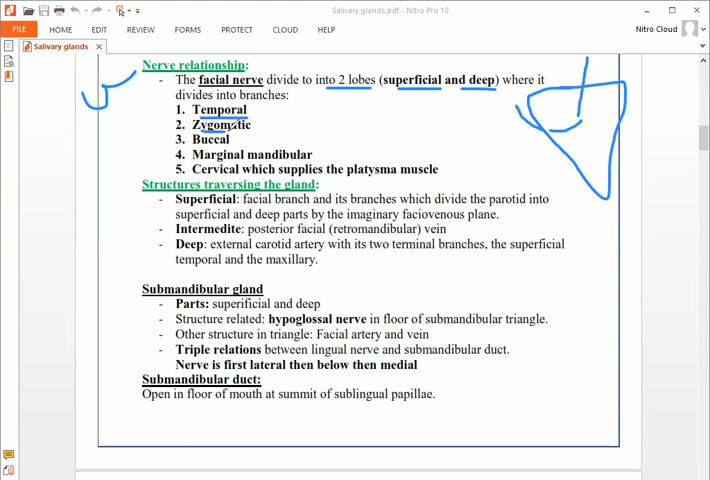 Salivary glands.pdf - Nitro Pro 10
FILE HOME EDIT REVIEW FORMS PROTECT CLOUD HELP Nitro Cloud
Salivary glands
Nerve relationship:
- The facial nerve divide to into 2 lobes (superficial and deep) where it
divides into branches:
1. Temporal
2. Zygomatic
3. Buccal
4. Marginal mandibular
5. Cervical which supplies the platysma muscle
Structures traversing the gland:
- Superficial: facial branch and its branches which divide the parotid into
superficial and deep parts by the imaginary faciovenous plane.
- Intermedite: posterior facial (retromandibular) vein
- Deep: external carotid artery with its two terminal branches, the superficial
temporal and the maxillary.
Submandibular gland
- Parts: superificial and deep
- Structure related: hypoglossal nerve in floor of submandibular triangle.
- Other structure in triangle: Facial artery and vein
- Triple relations between lingual nerve and submandibular duct.
Nerve is first lateral then below then medial
Submandibular duct:
Open in floor of mouth at summit of sublingual papillae.